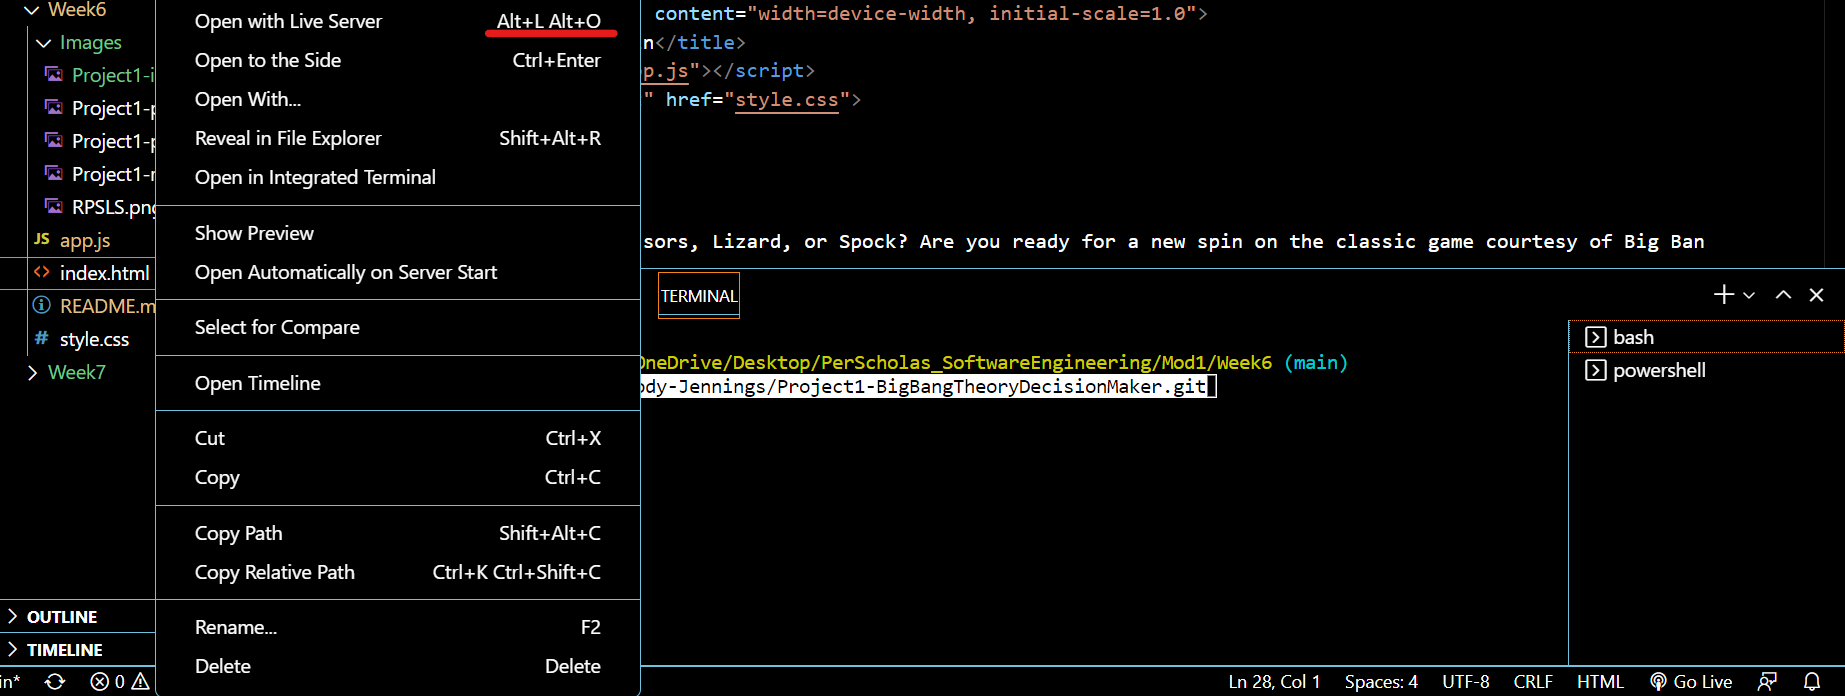 Week6
Images
Project1-i
Project1-p
Project1-p
Project1-r
RPSLS.png
JS app.js
<> index.html
README.m
# style.css
Week7
OUTLINE
TIMELINE
Open with Live Server Alt+L Alt+O
Open to the Side Ctrl+Enter
Open With...
Reveal in File Explorer Shift+Alt+R
Open in Integrated Terminal
Show Preview
Open Automatically on Server Start
Select for Compare
Open Timeline
Cut Ctrl+X
Copy Ctrl+C
Copy Path Shift+Alt+C
Copy Relative Path Ctrl+K Ctrl+Shift+C
Rename... F2
Delete Delete
content="width=device-width, initial-scale=1.0">
n</title>
p.js"></script>
" href="style.css">
sors, Lizard, or Spock? Are you ready for a new spin on the classic game courtesy of Big Ban
TERMINAL
OneDrive/Desktop/PerScholas_SoftwareEngineering/Mod1/Week6 (main)
ody-Jennings/Project1-BigBangTheoryDecisionMaker.git
bash
powershell
in* 0 Ln 28, Col 1 Spaces: 4 UTF-8 CRLF HTML Go Live